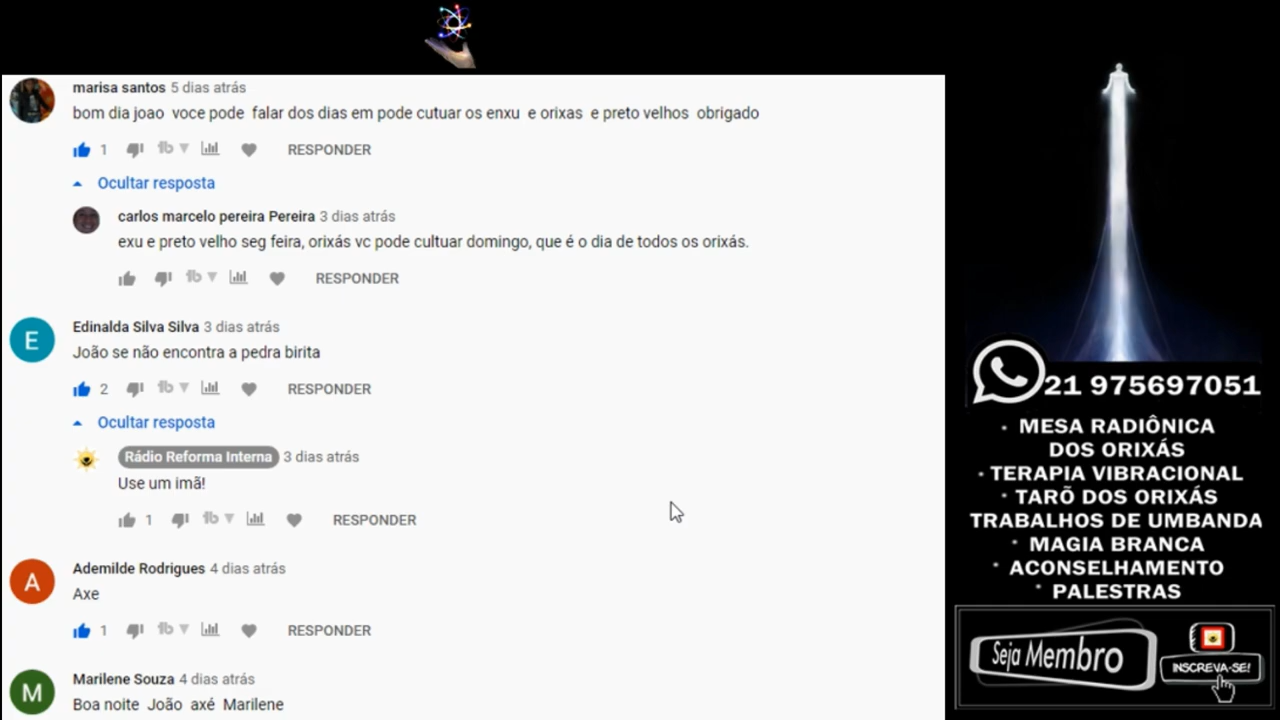 marisa santos 5 dias atrás
bom dia joao voce pode falar dos dias em pode cutuar os enxu e orixas e preto velhos obrigado
1 RESPONDER
Ocultar resposta
carlos marcelo pereira Pereira 3 dias atrás
exu e preto velho seg feira, orixás vc pode cultuar domingo, que é o dia de todos os orixás.
RESPONDER
E
Edinalda Silva Silva 3 dias atrás
João se não encontra a pedra birita
2 RESPONDER
Ocultar resposta
Rádio Reforma Interna 3 dias atrás
Use um imã!
1 RESPONDER
A
Ademilde Rodrigues 4 dias atrás
Axe
1 RESPONDER
M
Marilene Souza 4 dias atrás
Boa noite João axé Marilene
21 975697051
* MESA RADIÔNICA
DOS ORIXÁS
* TERAPIA VIBRACIONAL
* TARÕ DOS ORIXÁS
TRABALHOS DE UMBANDA
* MAGIA BRANCA
* ACONSELHAMENTO
* PALESTRAS
Seja Membro
INSCREVA-SE!